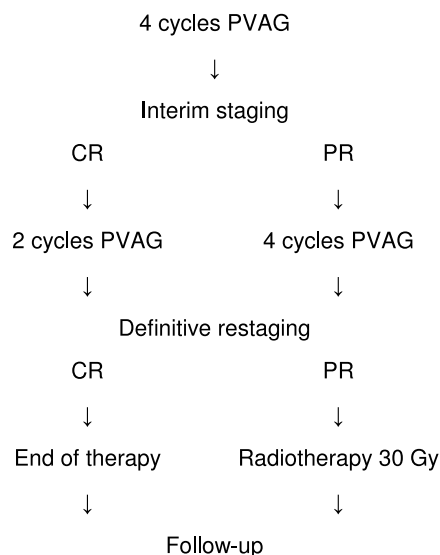 4 cycles PVAG
↓
Interim staging
CR PR
↓ ↓
2 cycles PVAG 4 cycles PVAG
↓ ↓
Definitive restaging
CR PR
↓ ↓
End of therapy Radiotherapy 30 Gy
↓ ↓
Follow-up